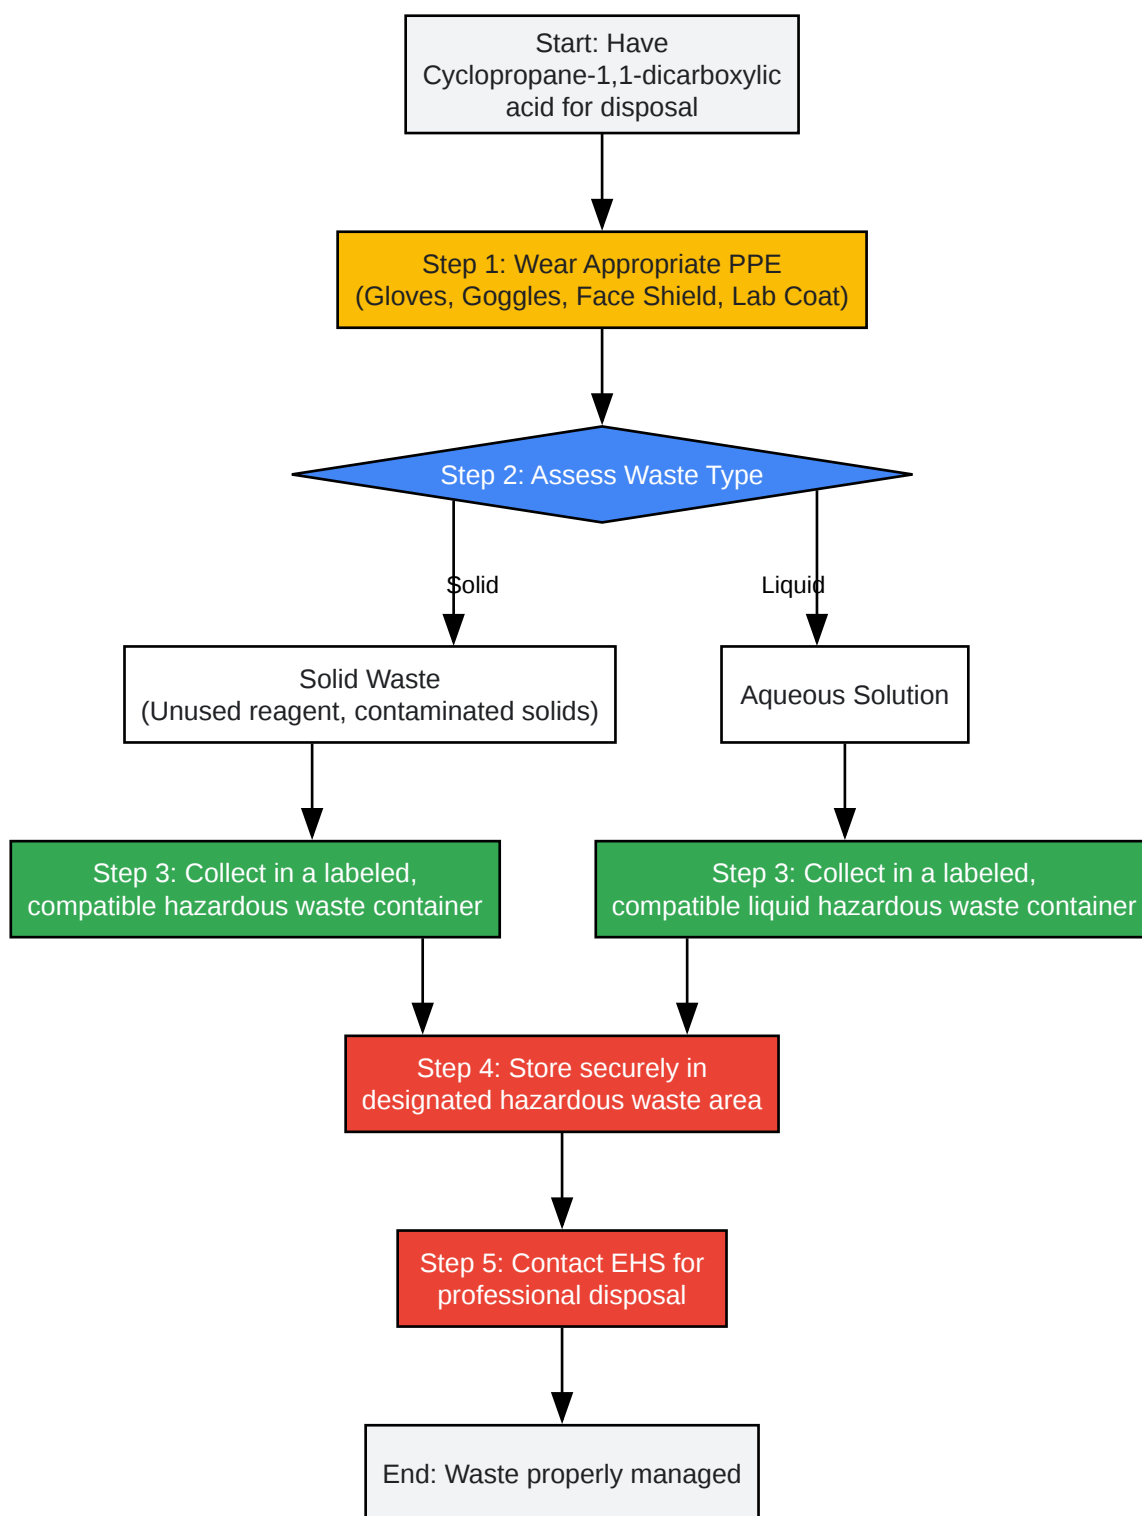 Start: Have
Cyclopropane-1,1-dicarboxylic
acid for disposal
Step 1: Wear Appropriate PPE
(Gloves, Goggles, Face Shield, Lab Coat)
Step 2: Assess Waste Type
Solid
Liquid
Solid Waste
(Unused reagent, contaminated solids)
Aqueous Solution
Step 3: Collect in a labeled,
compatible hazardous waste container
Step 3: Collect in a labeled,
compatible liquid hazardous waste container
Step 4: Store securely in
designated hazardous waste area
Step 5: Contact EHS for
professional disposal
End: Waste properly managed